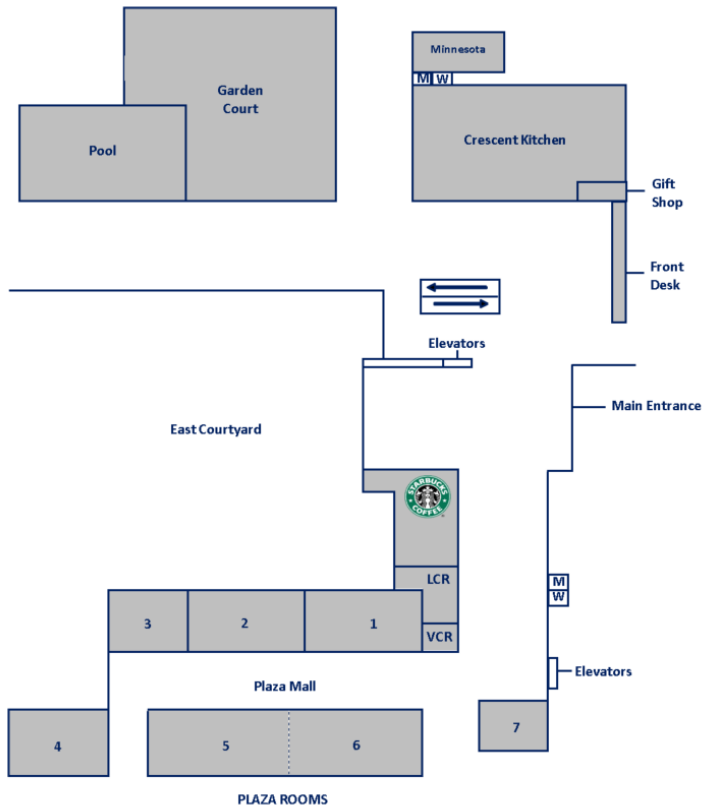 Minnesota
M W
Garden
Court
Pool
Crescent Kitchen
Gift
Shop
Front
Desk
Elevators
Main Entrance
East Courtyard
STARBUCKS
COFFEE
LCR
M
W
3
2
1
VCR
Elevators
Plaza Mall
4
5
6
7
PLAZA ROOMS